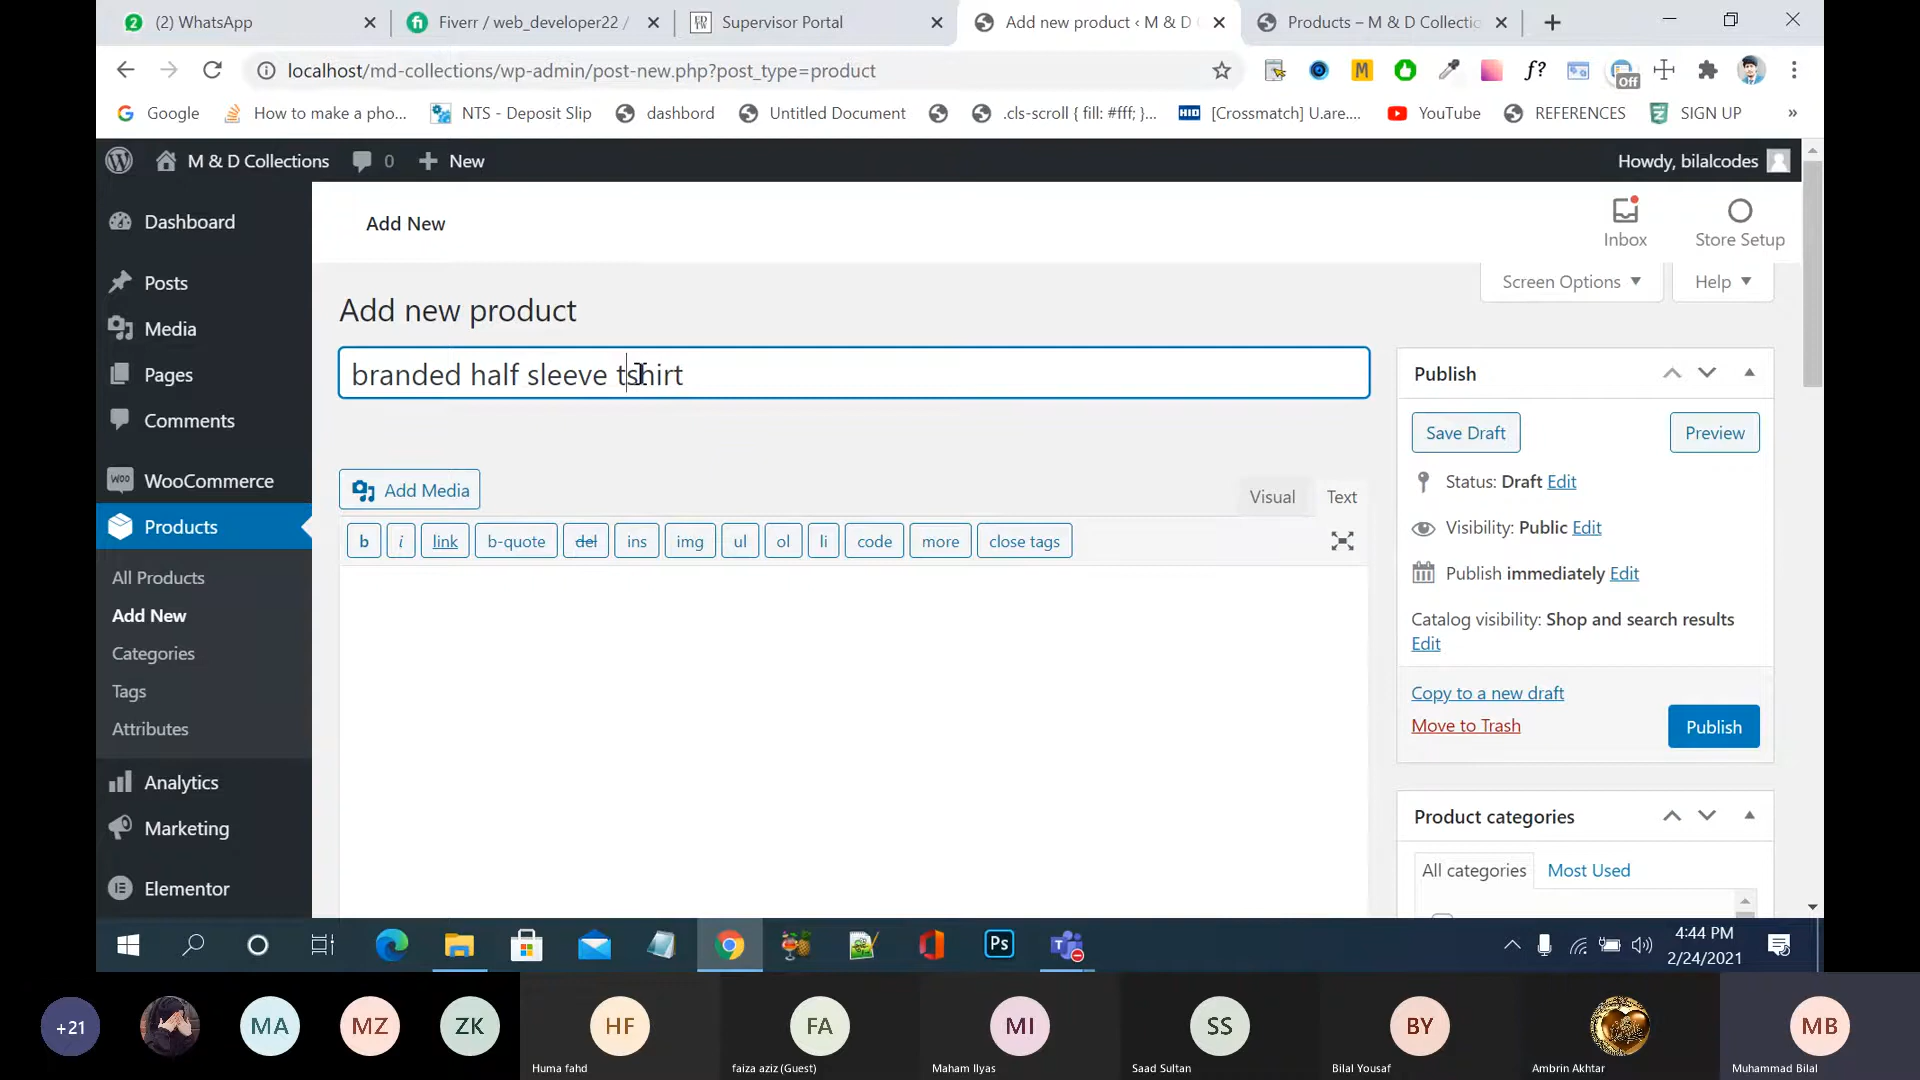 (2) WhatsApp
Fiverr / web_developer22 /
Supervisor Portal
Add new product ‹ M & D C
Products – M & D Collectio
localhost/md-collections/wp-admin/post-new.php?post_type=product
Off
Google
How to make a pho...
NTS - Deposit Slip
dashbord
Untitled Document
.cls-scroll { fill: #fff; }...
HID
[Crossmatch] U.are....
YouTube
REFERENCES
SIGN UP
»
M & D Collections
0
New
Howdy, bilalcodes
Dashboard
Posts
Media
Pages
Comments
WooCommerce
Products
All Products
Add New
Categories
Tags
Attributes
Analytics
Marketing
Elementor
Add New
Inbox
Store Setup
Screen Options
Help
Add new product
branded half sleeve tshirt
Add Media
Visual
Text
b
i
link
b-quote
del
ins
img
ul
ol
li
code
more
close tags
Publish
Save Draft
Preview
Status: Draft Edit
Visibility: Public Edit
Publish immediately Edit
Catalog visibility: Shop and search results
Edit
Copy to a new draft
Move to Trash
Publish
Product categories
All categories
Most Used
Ps
4:44 PM
2/24/2021
+21
MA
MZ
ZK
HF
Huma fahd
FA
faiza aziz (Guest)
MI
Maham Ilyas
SS
Saad Sultan
BY
Bilal Yousaf
Ambrin Akhtar
MB
Muhammad Bilal